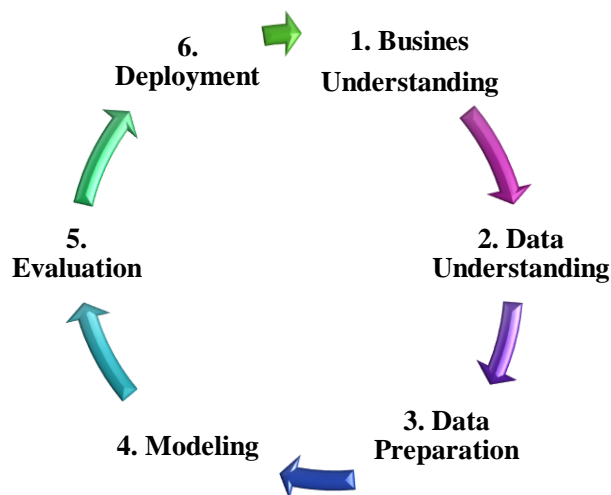 1. Busines
Understanding
2. Data
Understanding
3. Data
Preparation
4. Modeling
5.
Evaluation
6.
Deployment